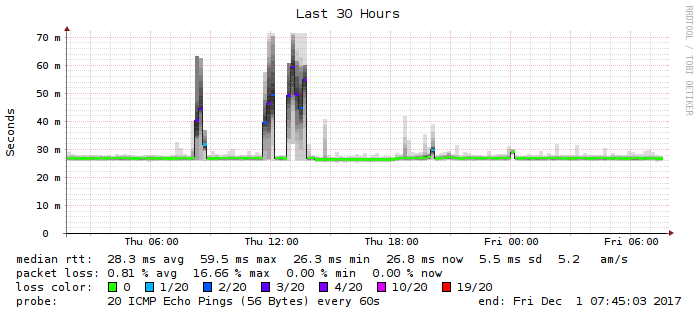 Last 30 Hours
RRDTOOL / TOBI OETIKER
Seconds
70 m
60 m
50 m
40 m
30 m
20 m
10 m
0
Thu 06:00 Thu 12:00 Thu 18:00 Fri 00:00 Fri 06:00
median rtt: 28.3 ms avg 59.5 ms max 26.3 ms min 26.8 ms now 5.5 ms sd 5.2 am/s
packet loss: 0.81 % avg 16.66 % max 0.00 % min 0.00 % now
loss color: 0 1/20 2/20 3/20 4/20 10/20 19/20
probe: 20 ICMP Echo Pings (56 Bytes) every 60s end: Fri Dec 1 07:45:03 2017